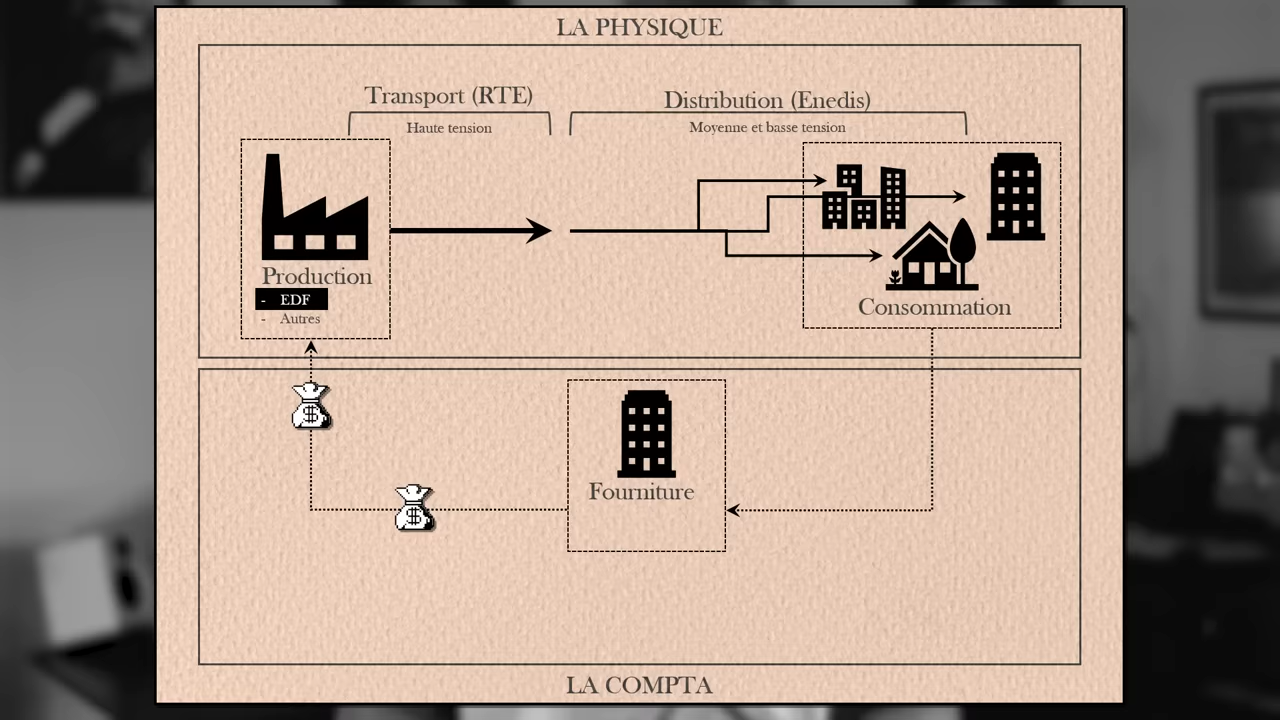 LA PHYSIQUE
Transport (RTE)
Haute tension
Distribution (Enedis)
Moyenne et basse tension
Production
- EDF
- Autres
Consommation
Fourniture
LA COMPTA